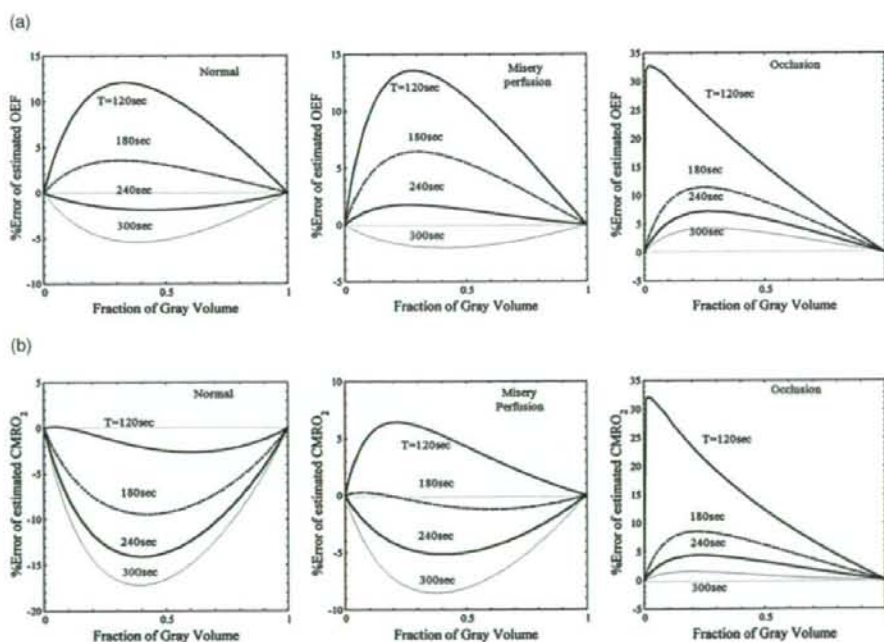 (a)
%Error of estimated OEF
15
10
5
0
-5
-10
Normal
T=120sec
180sec
240sec
300sec
0
0.5
1
Fraction of Gray Volume
%Error of estimated OEF
15
10
5
0
-5
Misery
perfusion
T=120sec
180sec
240sec
300sec
0
0.5
1
Fraction of Gray Volume
%Error of estimated OEF
35
30
25
20
15
10
5
0
-5
Occlusion
T=120sec
180sec
240sec
300sec
0
0.5
Fraction of Gray Volume
(b)
%Error of estimated CMRO2
5
0
-5
-10
-15
-20
Normal
T=120sec
180sec
240sec
300sec
0
0.5
1
Fraction of Gray Volume
%Error of estimated CMRO2
10
5
0
-5
-10
Misery
Perfusion
T=120sec
180sec
240sec
300sec
0
0.5
1
Fraction of Gray Volume
%Error of estimated CMRO2
35
30
25
20
15
10
5
0
-5
Occlusion
T=120sec
180sec
240sec
300sec
0
0.5
Fraction of Gray Volume